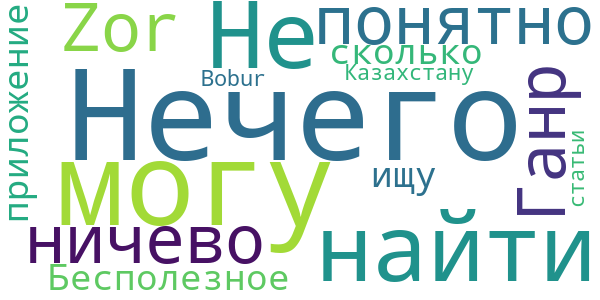 Zor
Не
понятно
сколько
Казахстану
Bobur
приложение
Нечего
Ганр
статьи
могу
ищу
ничево
найти
Бесполезное